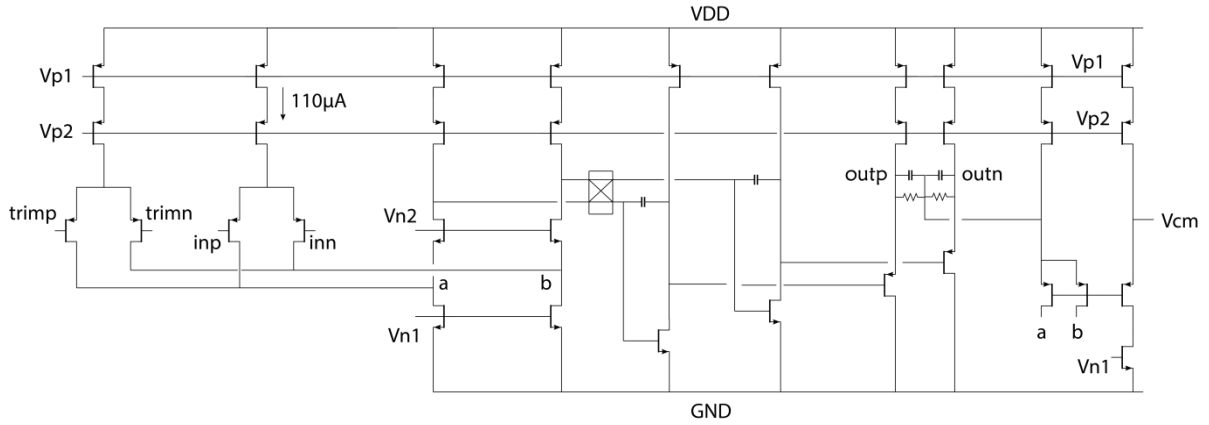 VDD
Vp1
Vp1
110µA
Vp2
Vp2
outp
outn
trimp
trimn
inp
inn
Vn2
Vcm
a
b
a
b
Vn1
Vn1
GND